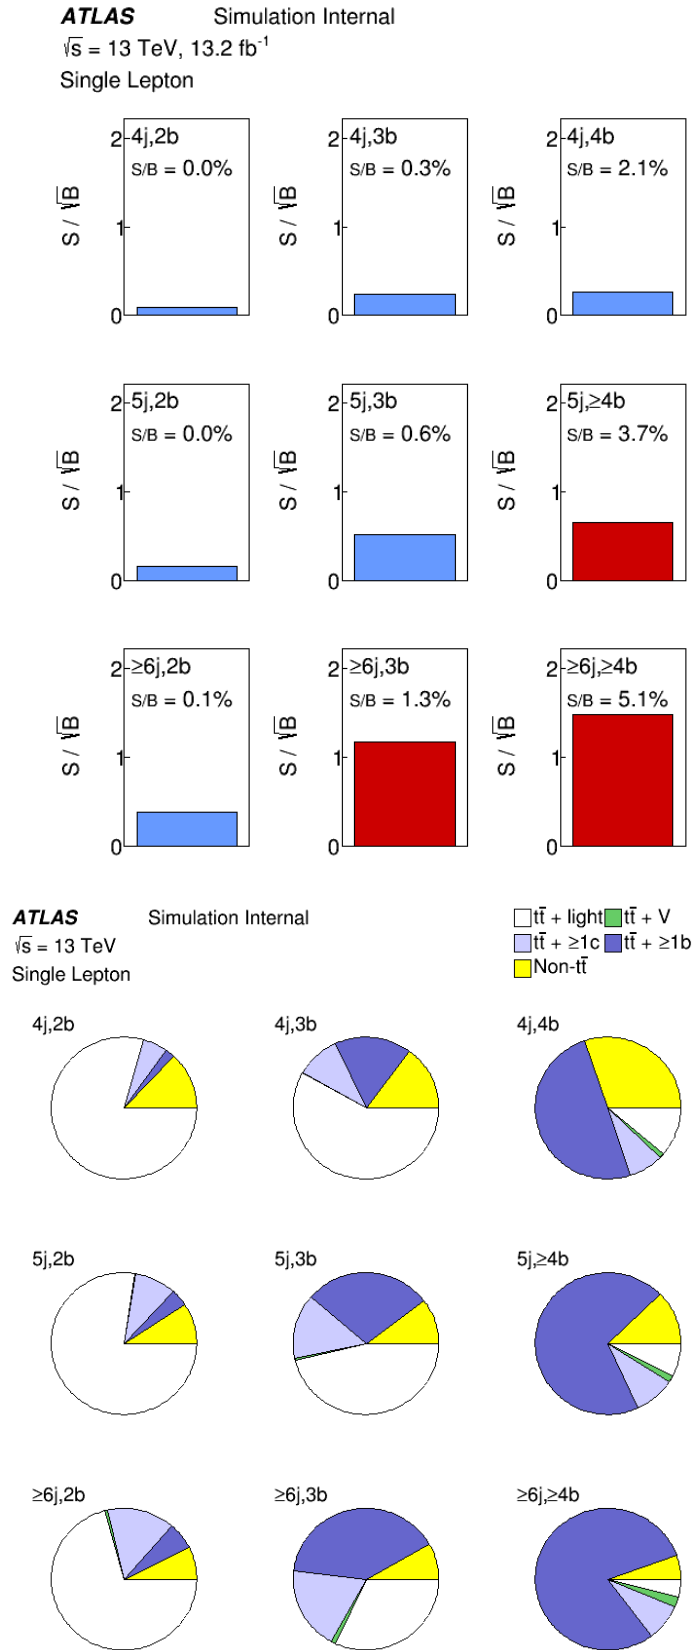 ATLAS Simulation Internal
√s = 13 TeV, 13.2 fb-1
Single Lepton
2 4j,2b 2 4j,3b 2 4j,4b
S/B = 0.0% S/B = 0.3% S/B = 2.1%
S / √B S / √B S / √B
1 1 1
0 0 0
2 5j,2b 2 5j,3b 2 5j,≥4b
S/B = 0.0% S/B = 0.6% S/B = 3.7%
S / √B S / √B S / √B
1 1 1
0 0 0
2 ≥6j,2b 2 ≥6j,3b 2 ≥6j,≥4b
S/B = 0.1% S/B = 1.3% S/B = 5.1%
S / √B S / √B S / √B
1 1 1
0 0 0
ATLAS Simulation Internal tt̄ + light tt̄ + V
√s = 13 TeV tt̄ + ≥1c tt̄ + ≥1b
Single Lepton Non-tt̄
4j,2b 4j,3b 4j,4b
5j,2b 5j,3b 5j,≥4b
≥6j,2b ≥6j,3b ≥6j,≥4b